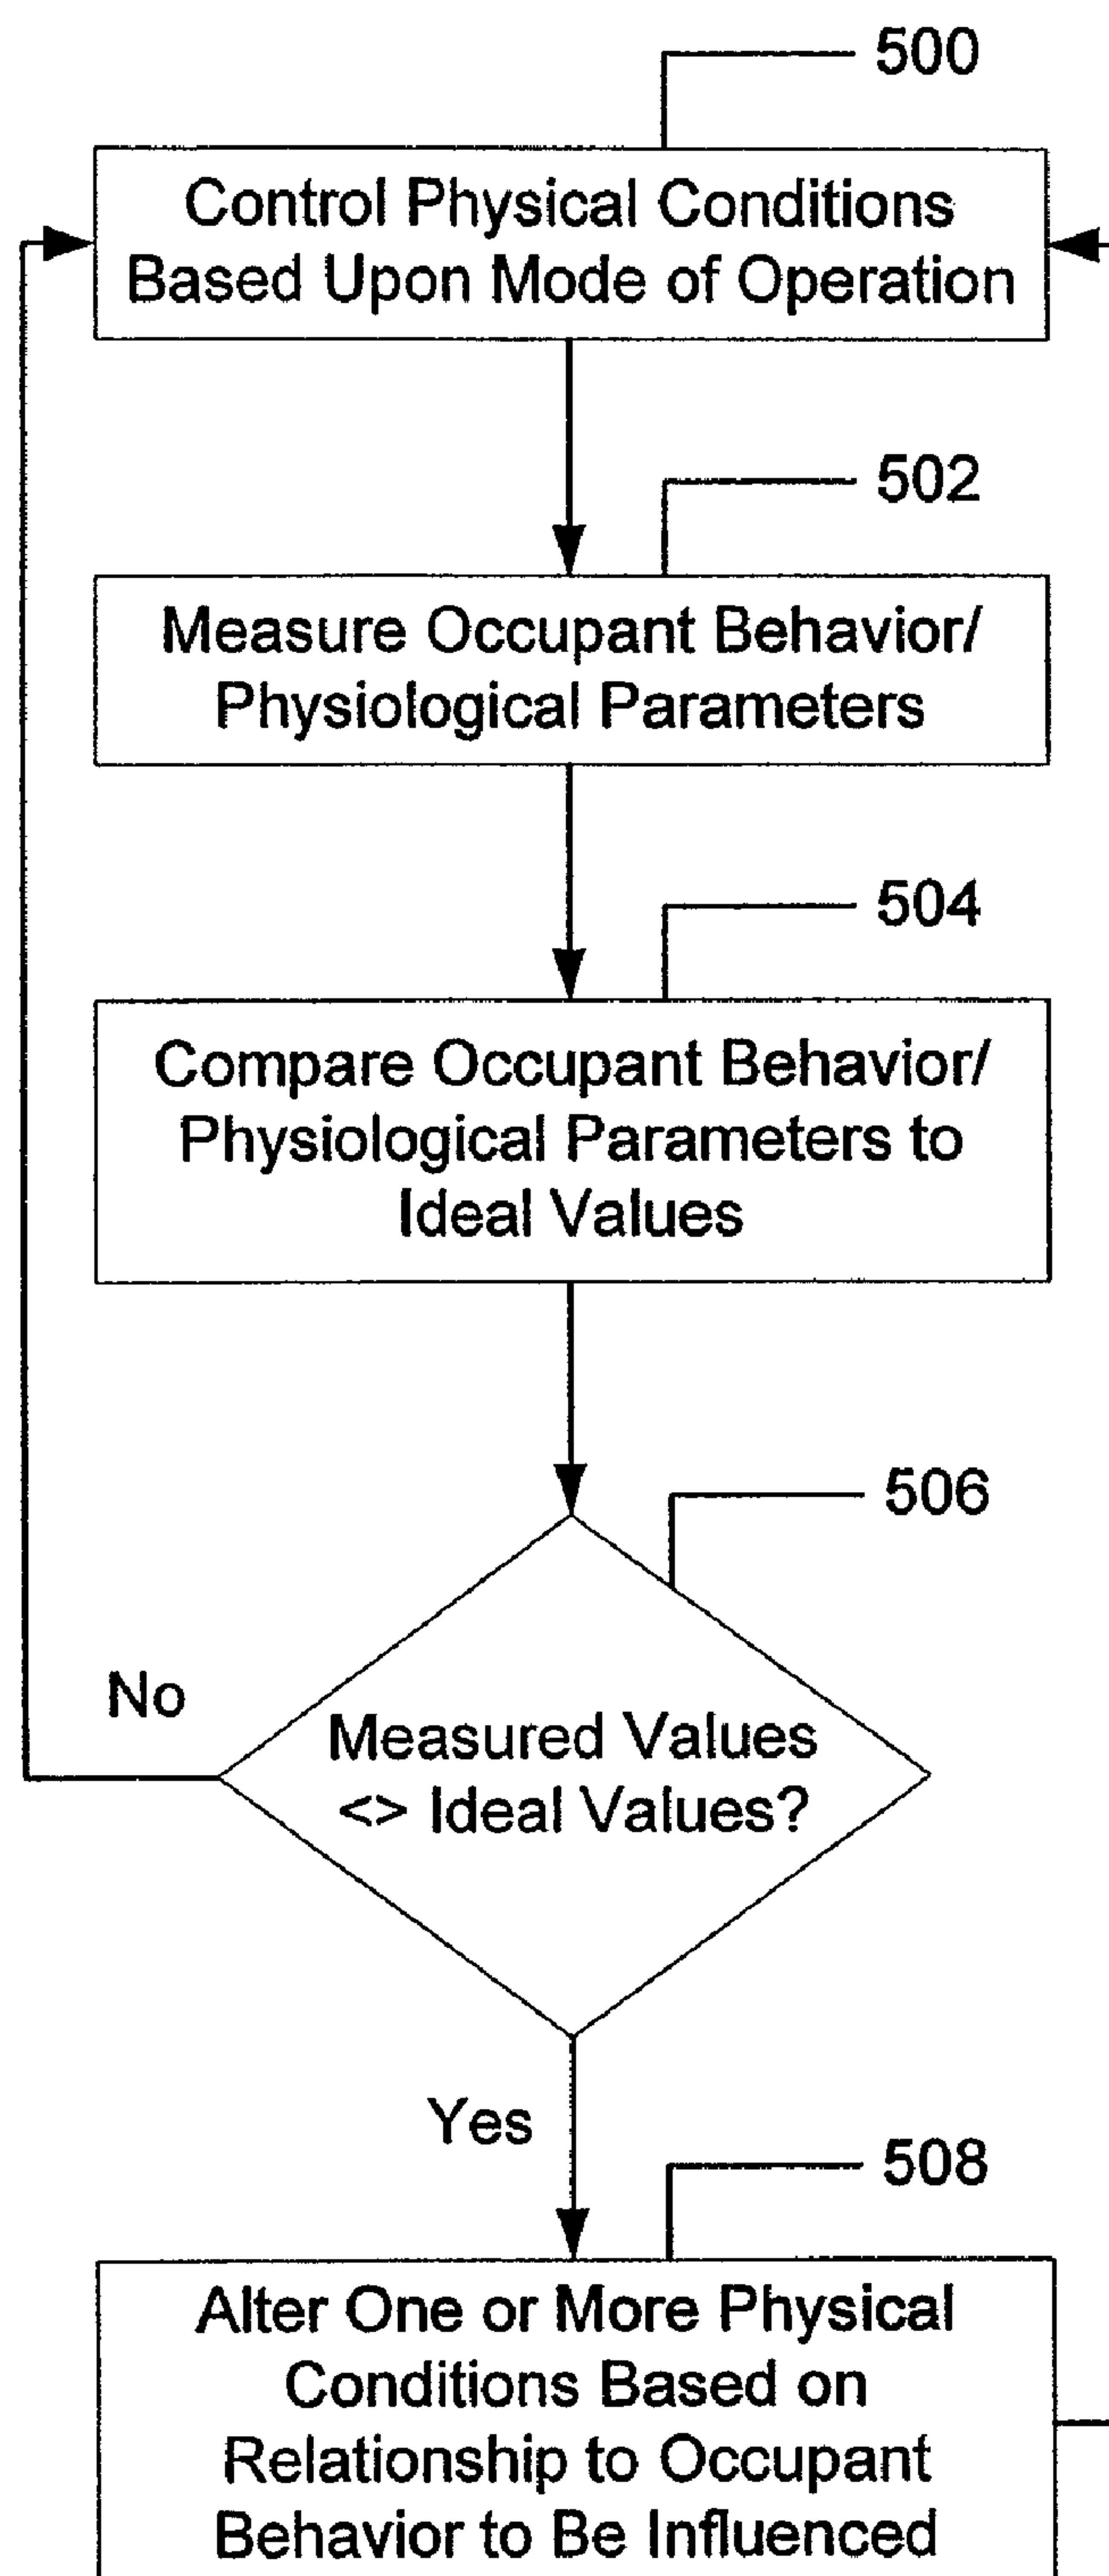 500
Control Physical Conditions
Based Upon Mode of Operation
502
Measure Occupant Behavior/
Physiological Parameters
504
Compare Occupant Behavior/
Physiological Parameters to
Ideal Values
506
No
Measured Values
<> Ideal Values?
Yes
508
Alter One or More Physical
Conditions Based on
Relationship to Occupant
Behavior to Be Influenced